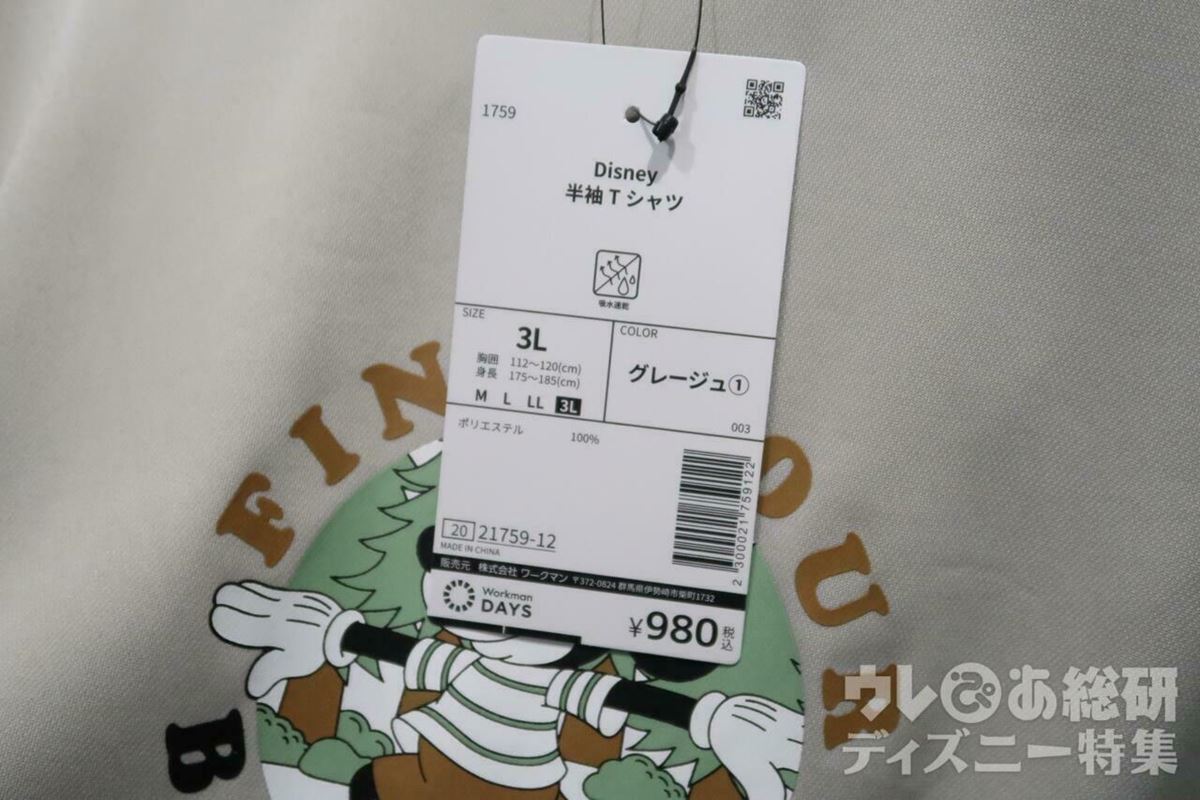 1759
Disney
半袖Tシャツ
吸水速乾
SIZE
3L
胸囲 112～120(cm)
身長 175～185(cm)
M L LL 3L
COLOR
グレージュ①
003
ポリエステル 100%
20 21759-12
MADE IN CHINA
2 300021 759122
販売元 株式会社 ワークマン 〒372-0824 群馬県伊勢崎市柴町1732
Workman
DAYS
¥980 税込
FIN
OUR
B
ウレぴあ総研
ディズニー特集